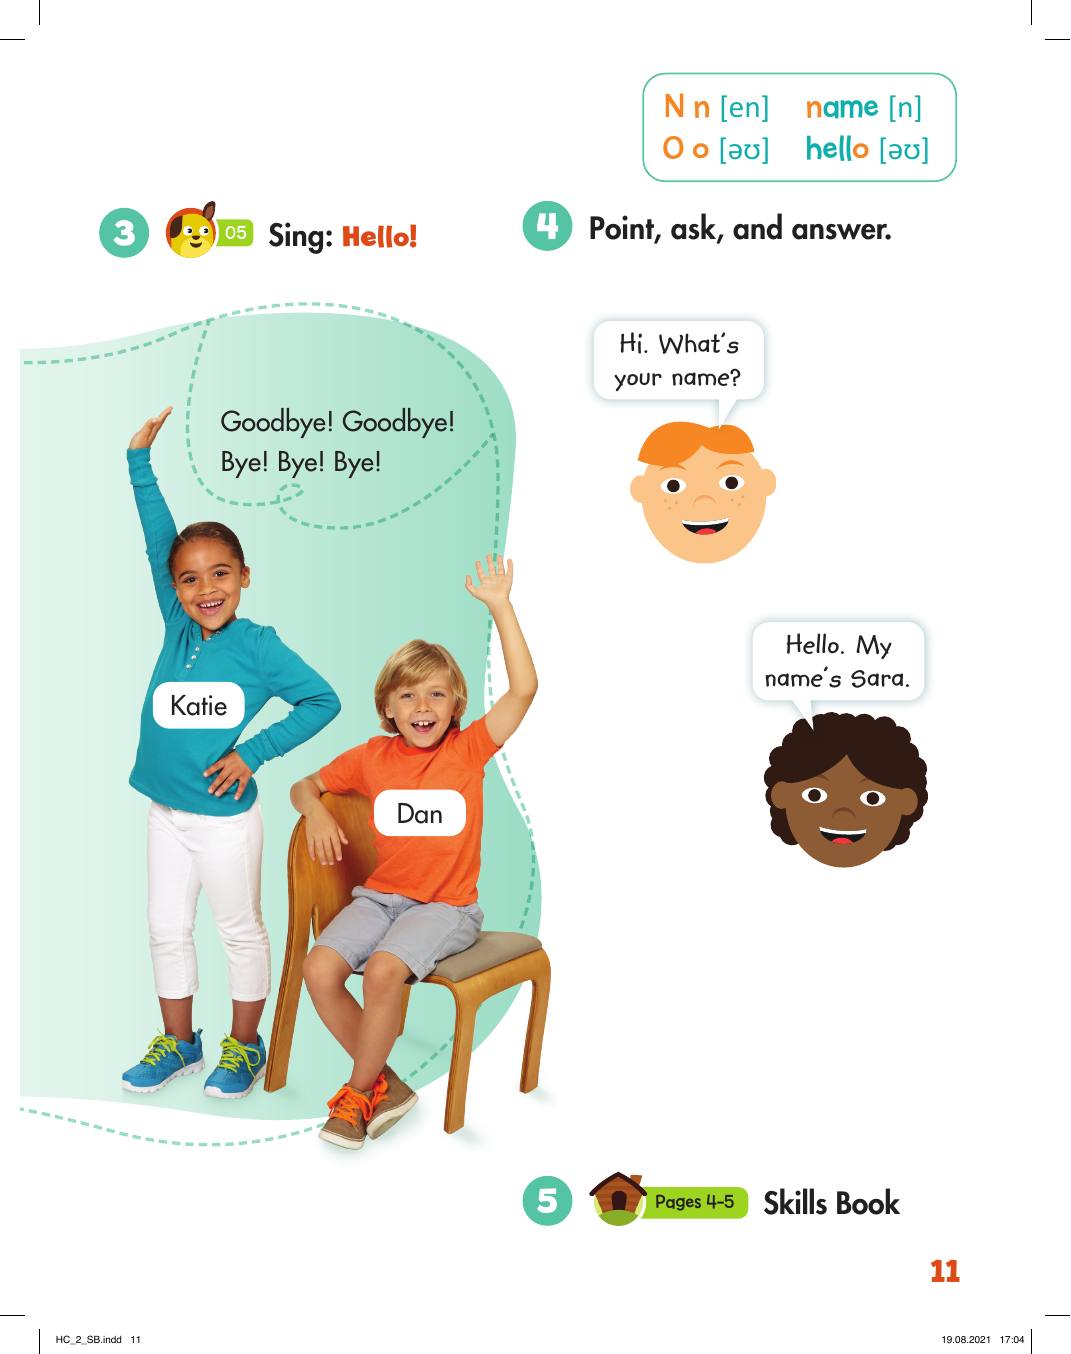 N n [en] name [n]
O o [əʊ] hello [əʊ]
3 05 Sing: Hello!
4 Point, ask, and answer.
Goodbye! Goodbye!
Bye! Bye! Bye!
Katie
Dan
Hi. What's
your name?
Hello. My
name's Sara.
5 Pages 4–5 Skills Book
11
HC_2_SB.indd 11
19.08.2021 17:04